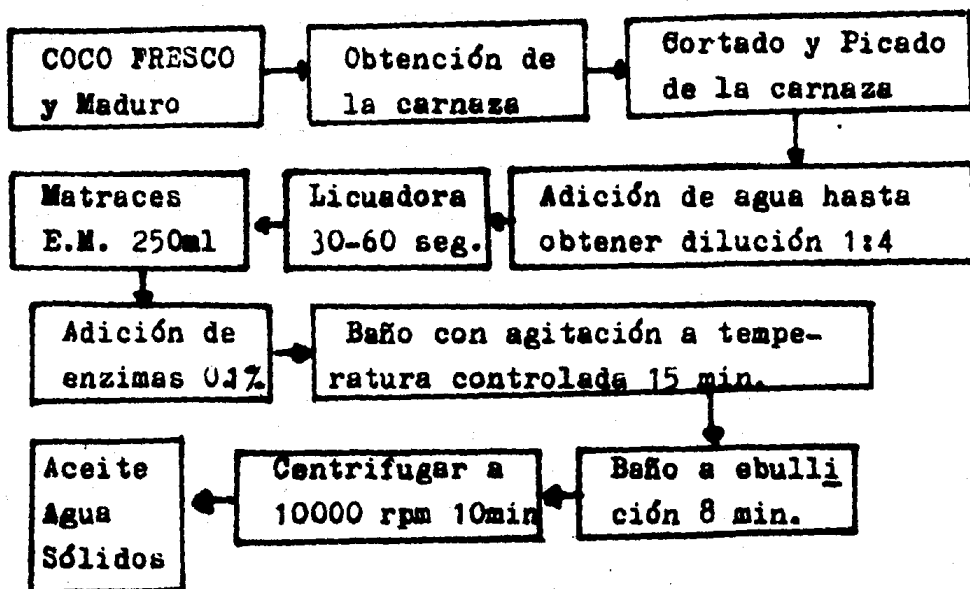 COCO FRESCO
y Maduro
Obtención de
la carnaza
Cortado y Picado
de la carnaza
Adición de agua hasta
obtener dilución 1:4
Licuadora
30-60 seg.
Matraces
E.M. 250ml
Adición de
enzimas 0.1%
Baño con agitación a tempe-
ratura controlada 15 min.
Baño a ebulli
ción 8 min.
Centrifugar a
10000 rpm 10min
Aceite
Agua
Sólidos